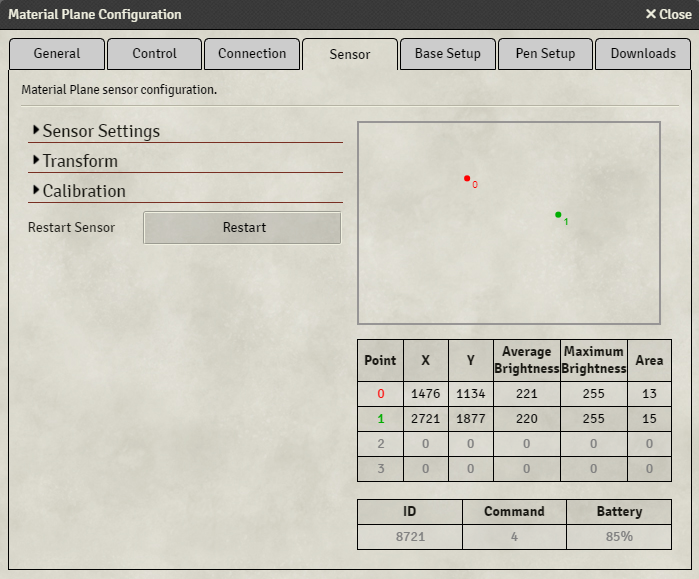 Material Plane Configuration
✕ Close
General Control Connection Sensor Base Setup Pen Setup Downloads
Material Plane sensor configuration.
Sensor Settings
Transform
Calibration
Restart Sensor Restart
0
1
Point X Y Average Brightness Maximum Brightness Area
0 1476 1134 221 255 13
1 2721 1877 220 255 15
2 0 0 0 0 0
3 0 0 0 0 0
ID Command Battery
8721 4 85%